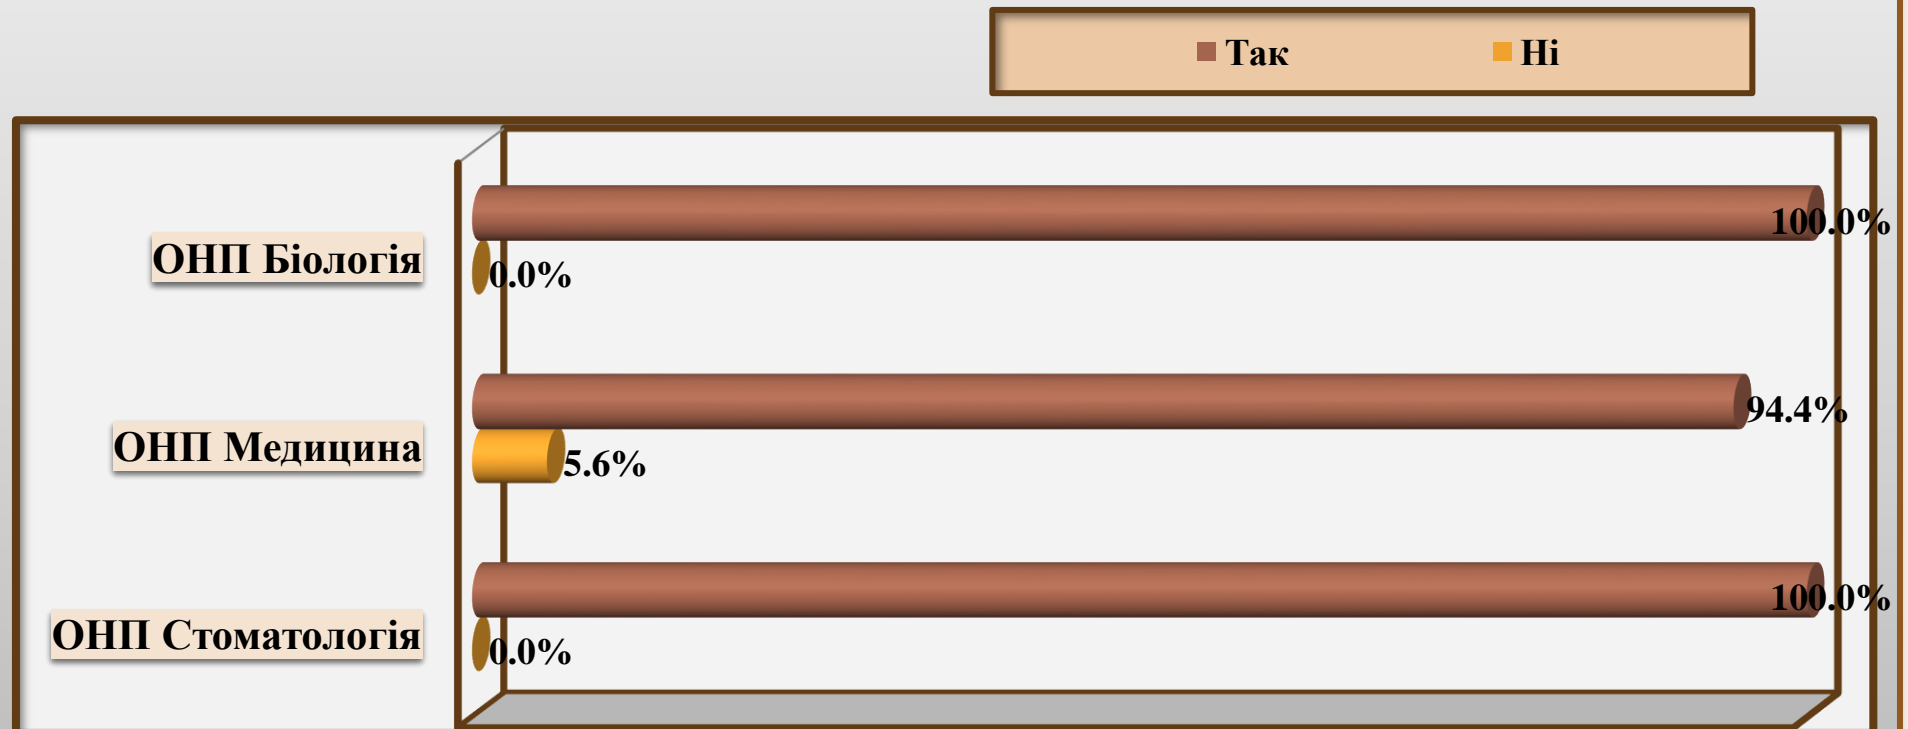 Так Ні
100.0%
ОНП Біологія
0.0%
94.4%
ОНП Медицина
5.6%
100.0%
ОНП Стоматологія
0.0%